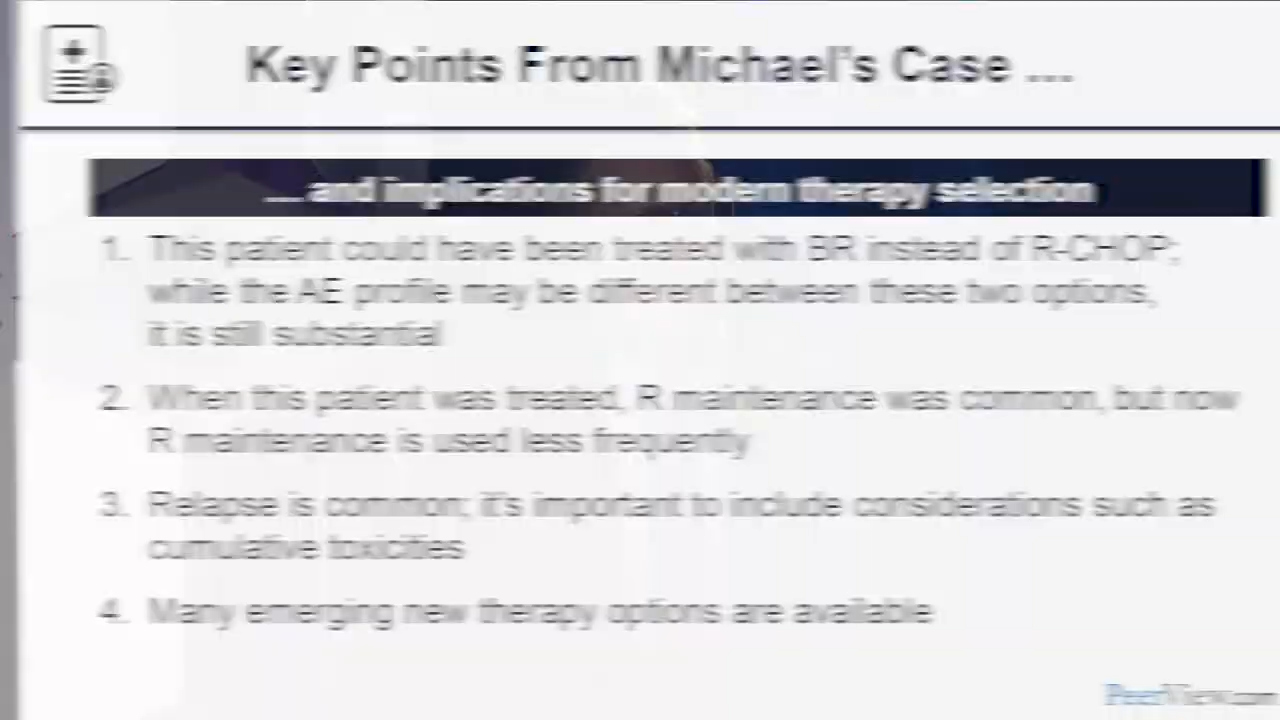 Key Points From Michael's Case ...
... and implications for modern therapy selection
1. This patient could have been treated with BR instead of R-CHOP;
while the AE profile may be different between these two options,
it is still substantial
2. When this patient was treated, R maintenance was common, but now
R maintenance is used less frequently
3. Relapse is common; it's important to include considerations such as
cumulative toxicities
4. Many emerging new therapy options are available
PeerView.com